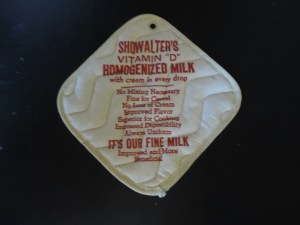 SHOWALTER'S
VITAMIN "D"
HOMOGENIZED MILK
with cream in every drop
No Mixing Necessary
Fine for Cereal
No Loss of Cream
Improved Flavor
Superior for Cooking
Increased Digestibility
Always Uniform
IT'S OUR FINE MILK
Improved and More
Beneficial